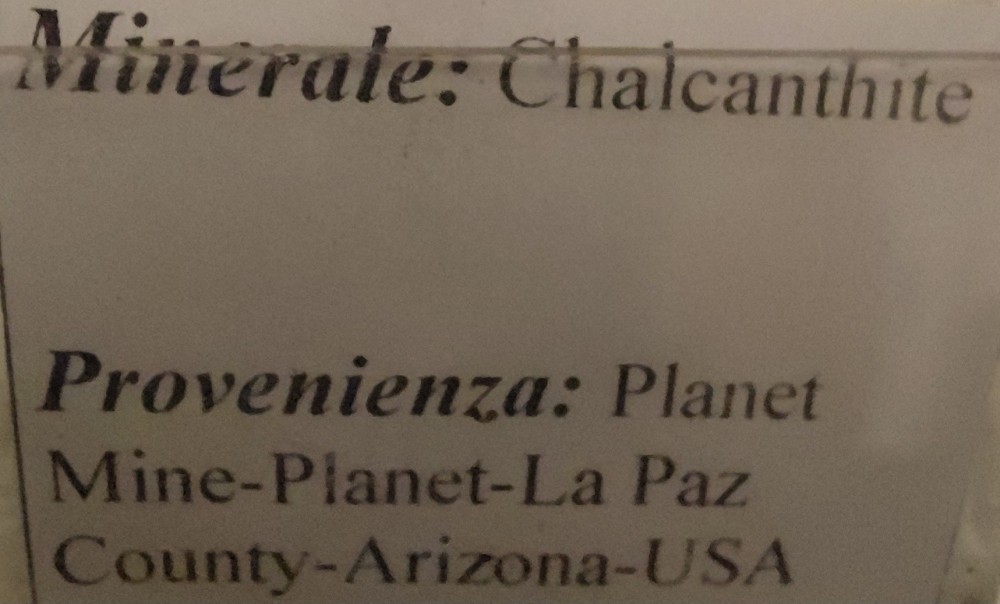 Minerale: Chalcanthite
Provenienza: Planet
Mine-Planet-La Paz
County-Arizona-USA